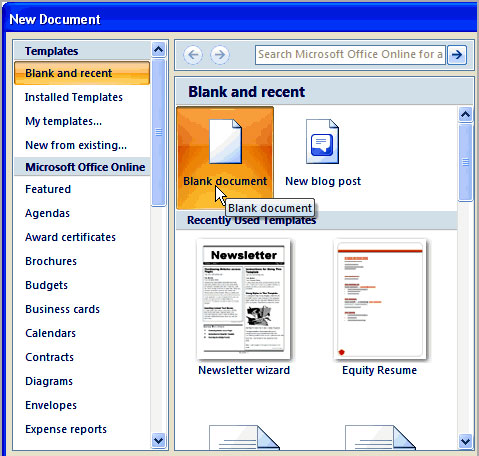 New Document
Templates
Blank and recent
Installed Templates
My templates...
New from existing...
Microsoft Office Online
Featured
Agendas
Award certificates
Brochures
Budgets
Business cards
Calendars
Contracts
Diagrams
Envelopes
Expense reports
Search Microsoft Office Online for a
Blank and recent
Blank document
New blog post
Blank document
Recently Used Templates
Newsletter
Newsletter wizard
Equity Resume